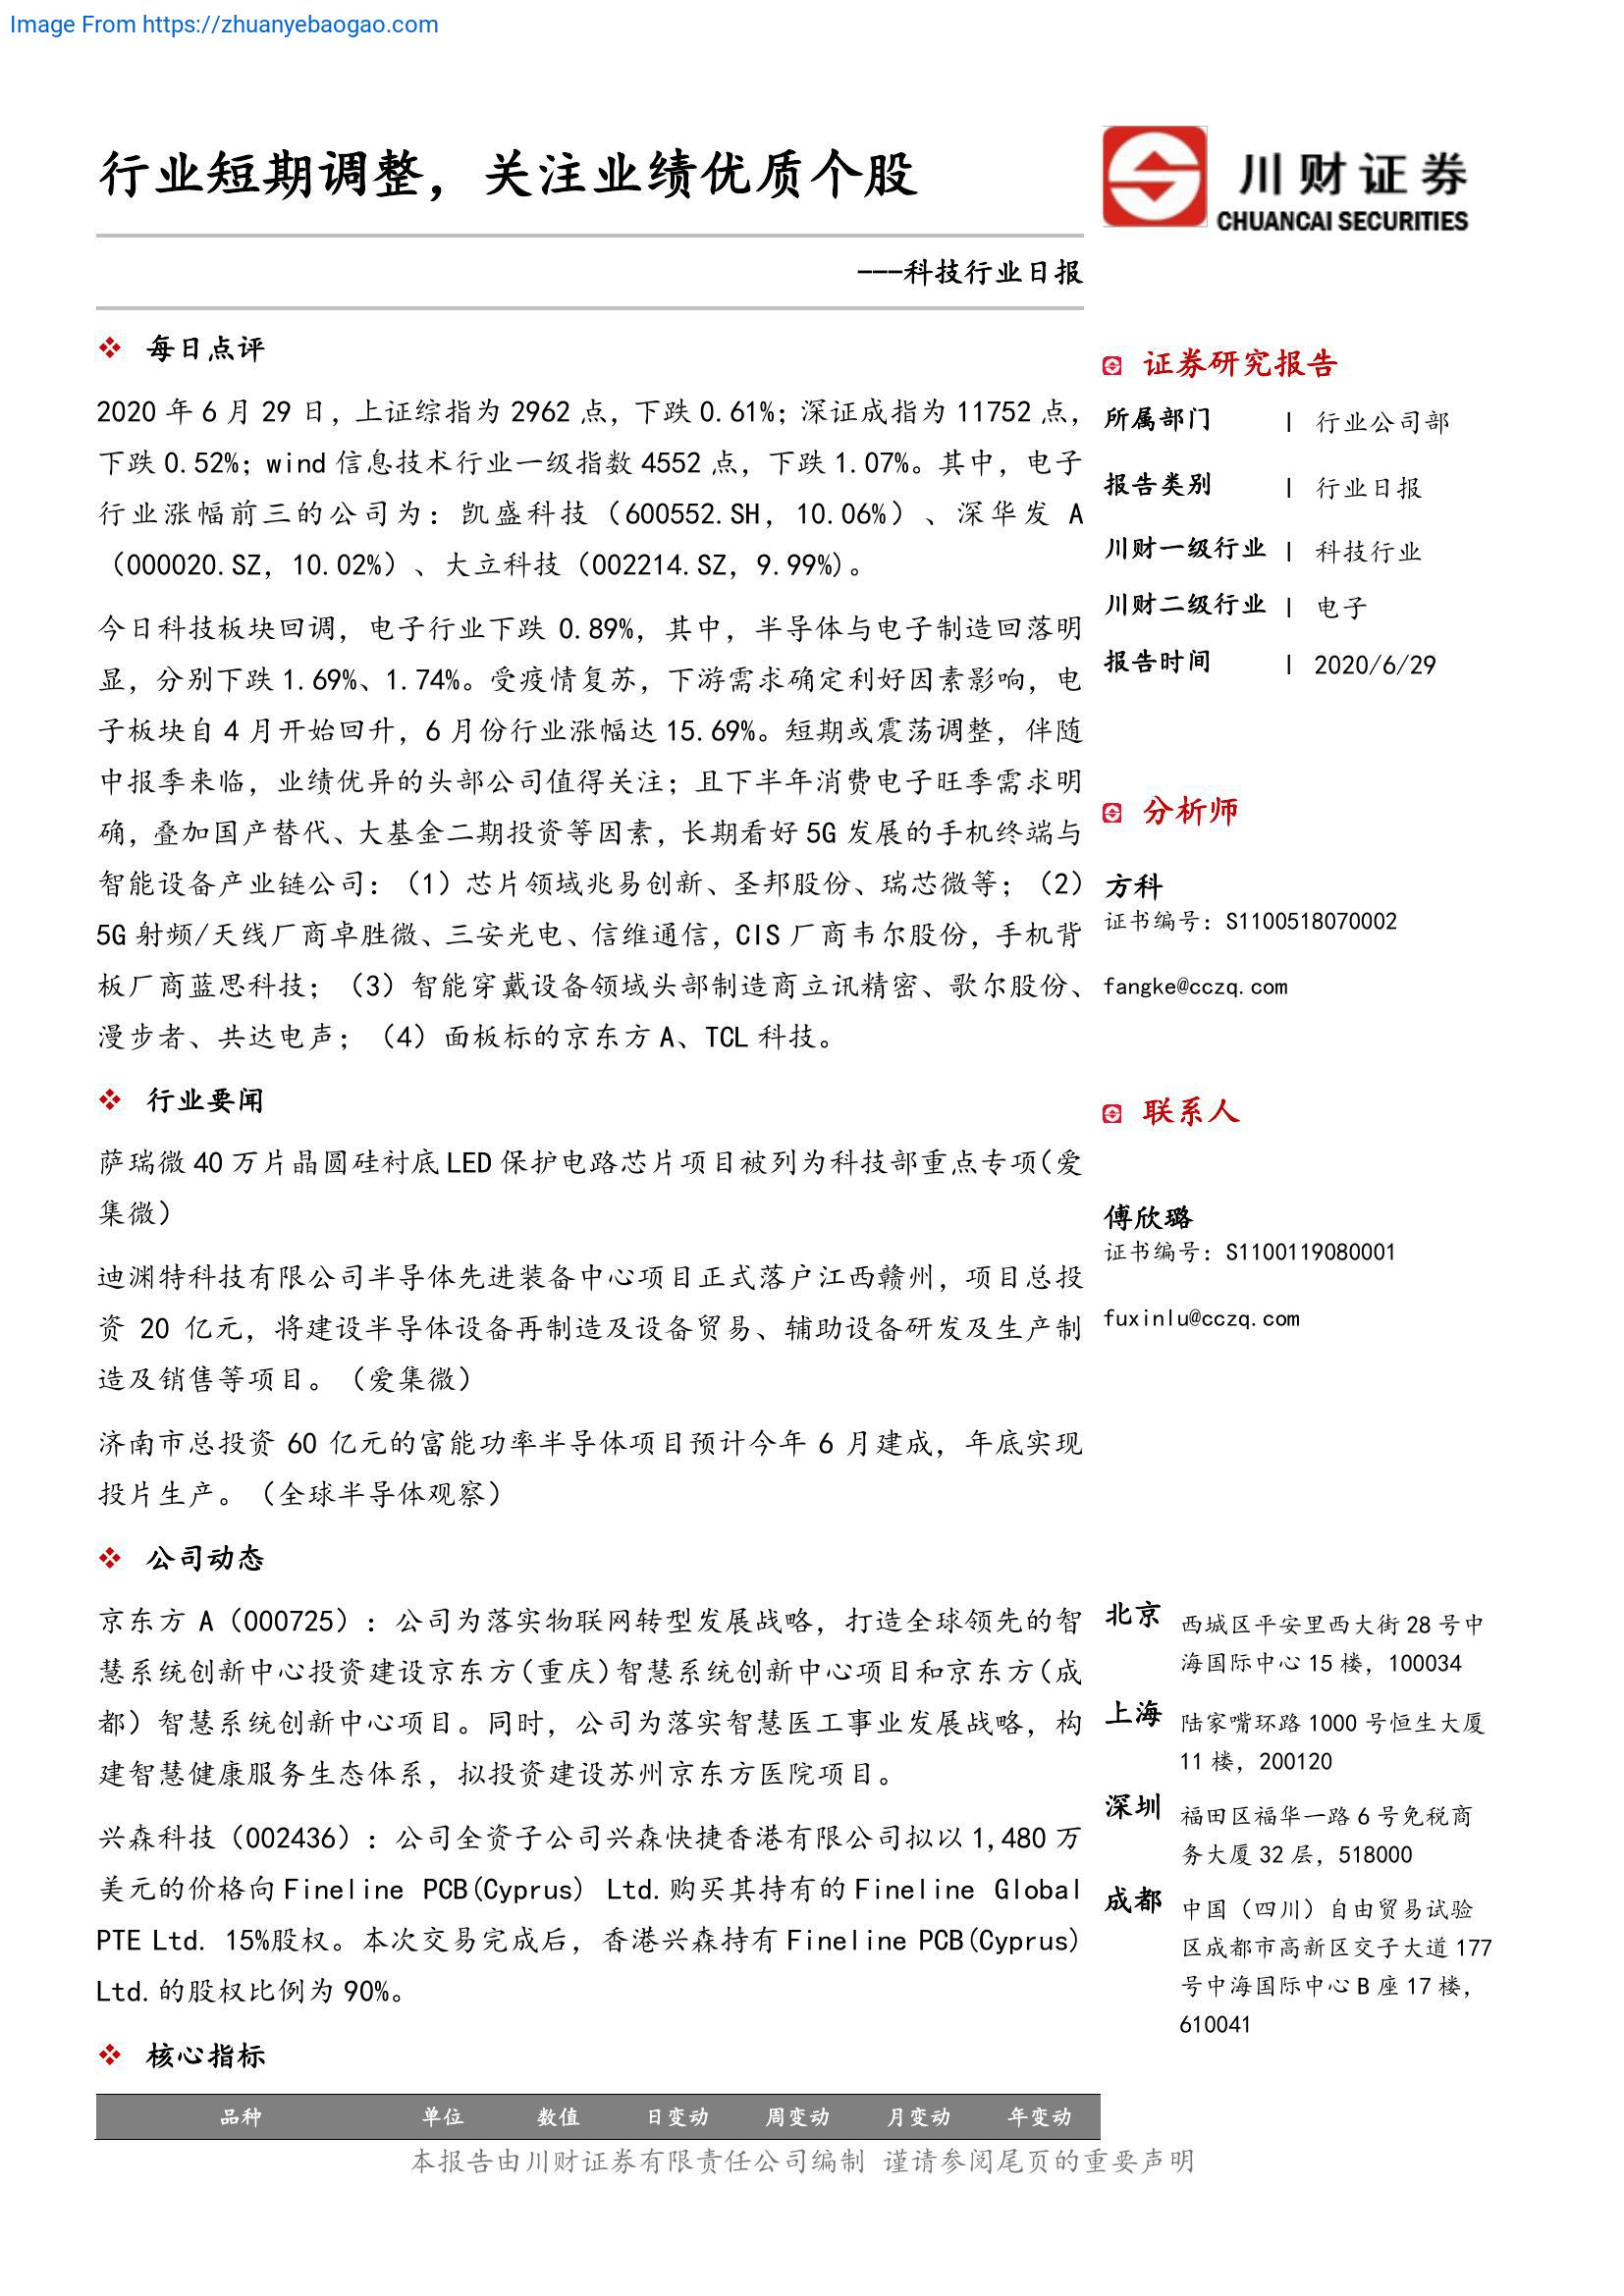 Image From https://zhuanyebaogao.com
行业短期调整，关注业绩优质个股
川财证券
CHUANCAI SECURITIES
---科技行业日报
每日点评
2020 年 6 月 29 日，上证综指为 2962 点，下跌 0.61%；深证成指为 11752 点，
下跌 0.52%；wind 信息技术行业一级指数 4552 点，下跌 1.07%。其中，电子
行业涨幅前三的公司为：凯盛科技（600552.SH，10.06%）、深华发 A
（000020.SZ，10.02%）、大立科技（002214.SZ，9.99%)。
今日科技板块回调，电子行业下跌 0.89%，其中，半导体与电子制造回落明
显，分别下跌 1.69%、1.74%。受疫情复苏，下游需求确定利好因素影响，电
子板块自 4 月开始回升，6 月份行业涨幅达 15.69%。短期或震荡调整，伴随
中报季来临，业绩优异的头部公司值得关注；且下半年消费电子旺季需求明
确，叠加国产替代、大基金二期投资等因素，长期看好 5G 发展的手机终端与
智能设备产业链公司：（1）芯片领域兆易创新、圣邦股份、瑞芯微等；（2）
5G 射频/天线厂商卓胜微、三安光电、信维通信，CIS 厂商韦尔股份，手机背
板厂商蓝思科技；（3）智能穿戴设备领域头部制造商立讯精密、歌尔股份、
漫步者、共达电声；（4）面板标的京东方 A、TCL 科技。
行业要闻
萨瑞微 40 万片晶圆硅衬底 LED 保护电路芯片项目被列为科技部重点专项（爱
集微）
迪渊特科技有限公司半导体先进装备中心项目正式落户江西赣州，项目总投
资 20 亿元，将建设半导体设备再制造及设备贸易、辅助设备研发及生产制
造及销售等项目。（爱集微）
济南市总投资 60 亿元的富能功率半导体项目预计今年 6 月建成，年底实现
投片生产。（全球半导体观察）
公司动态
京东方 A（000725）：公司为落实物联网转型发展战略，打造全球领先的智
慧系统创新中心投资建设京东方（重庆）智慧系统创新中心项目和京东方（成
都）智慧系统创新中心项目。同时，公司为落实智慧医工事业发展战略，构
建智慧健康服务生态体系，拟投资建设苏州京东方医院项目。
兴森科技（002436）：公司全资子公司兴森快捷香港有限公司拟以 1,480 万
美元的价格向 Fineline PCB(Cyprus) Ltd.购买其持有的 Fineline Global
PTE Ltd. 15%股权。本次交易完成后，香港兴森持有 Fineline PCB(Cyprus)
Ltd.的股权比例为 90%。
核心指标
品种 单位 数值 日变动 周变动 月变动 年变动
证券研究报告
所属部门 | 行业公司部
报告类别 | 行业日报
川财一级行业 | 科技行业
川财二级行业 | 电子
报告时间 | 2020/6/29
分析师
方科
证书编号：S1100518070002
fangke@cczq.com
联系人
傅欣璐
证书编号：S1100119080001
fuxinlu@cczq.com
北京 西城区平安里西大街 28 号中
海国际中心 15 楼，100034
上海 陆家嘴环路 1000 号恒生大厦
11 楼，200120
深圳 福田区福华一路 6 号免税商
务大厦 32 层，518000
成都 中国（四川）自由贸易试验
区成都市高新区交子大道 177
号中海国际中心 B 座 17 楼，
610041
本报告由川财证券有限责任公司编制 谨请参阅尾页的重要声明